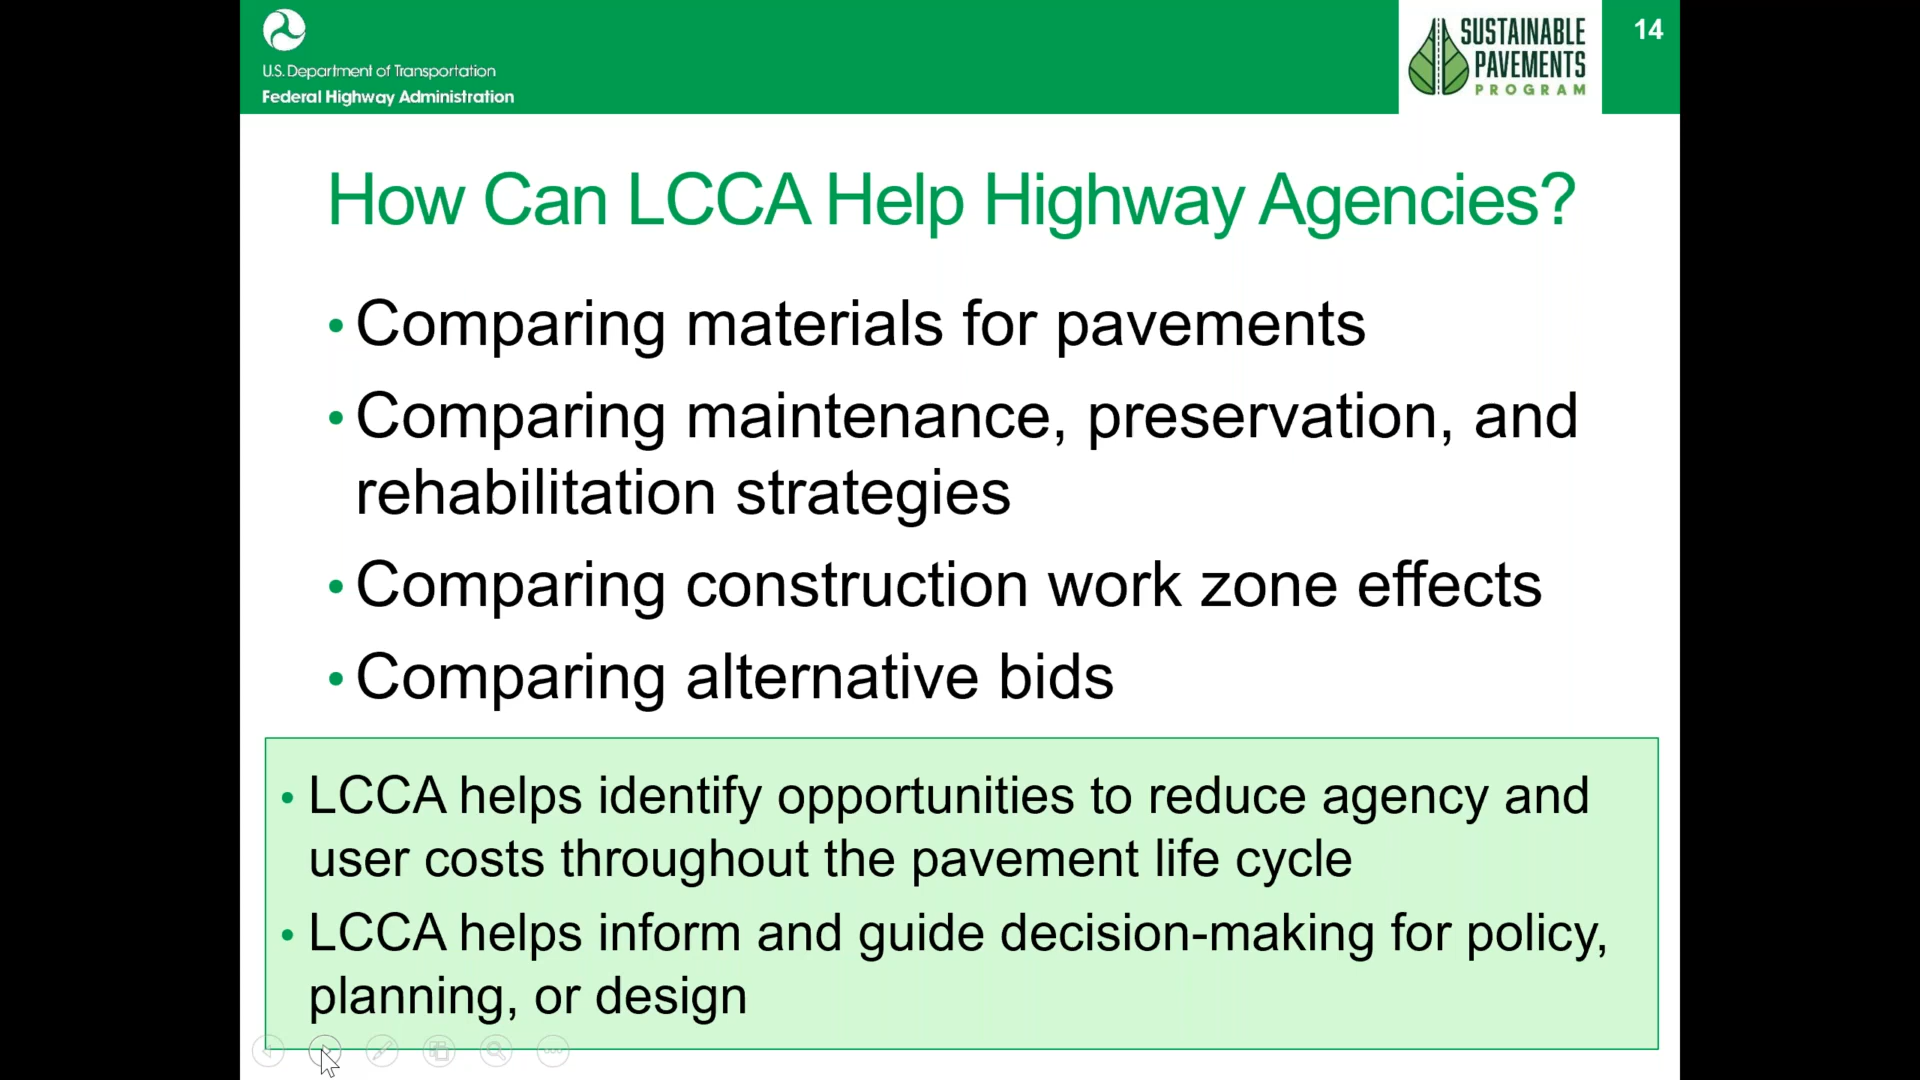 U.S. Department of Transportation
Federal Highway Administration
SUSTAINABLE
PAVEMENTS
PROGRAM
14
How Can LCCA Help Highway Agencies?
• Comparing materials for pavements
• Comparing maintenance, preservation, and
rehabilitation strategies
• Comparing construction work zone effects
• Comparing alternative bids
• LCCA helps identify opportunities to reduce agency and
user costs throughout the pavement life cycle
• LCCA helps inform and guide decision-making for policy,
planning, or design